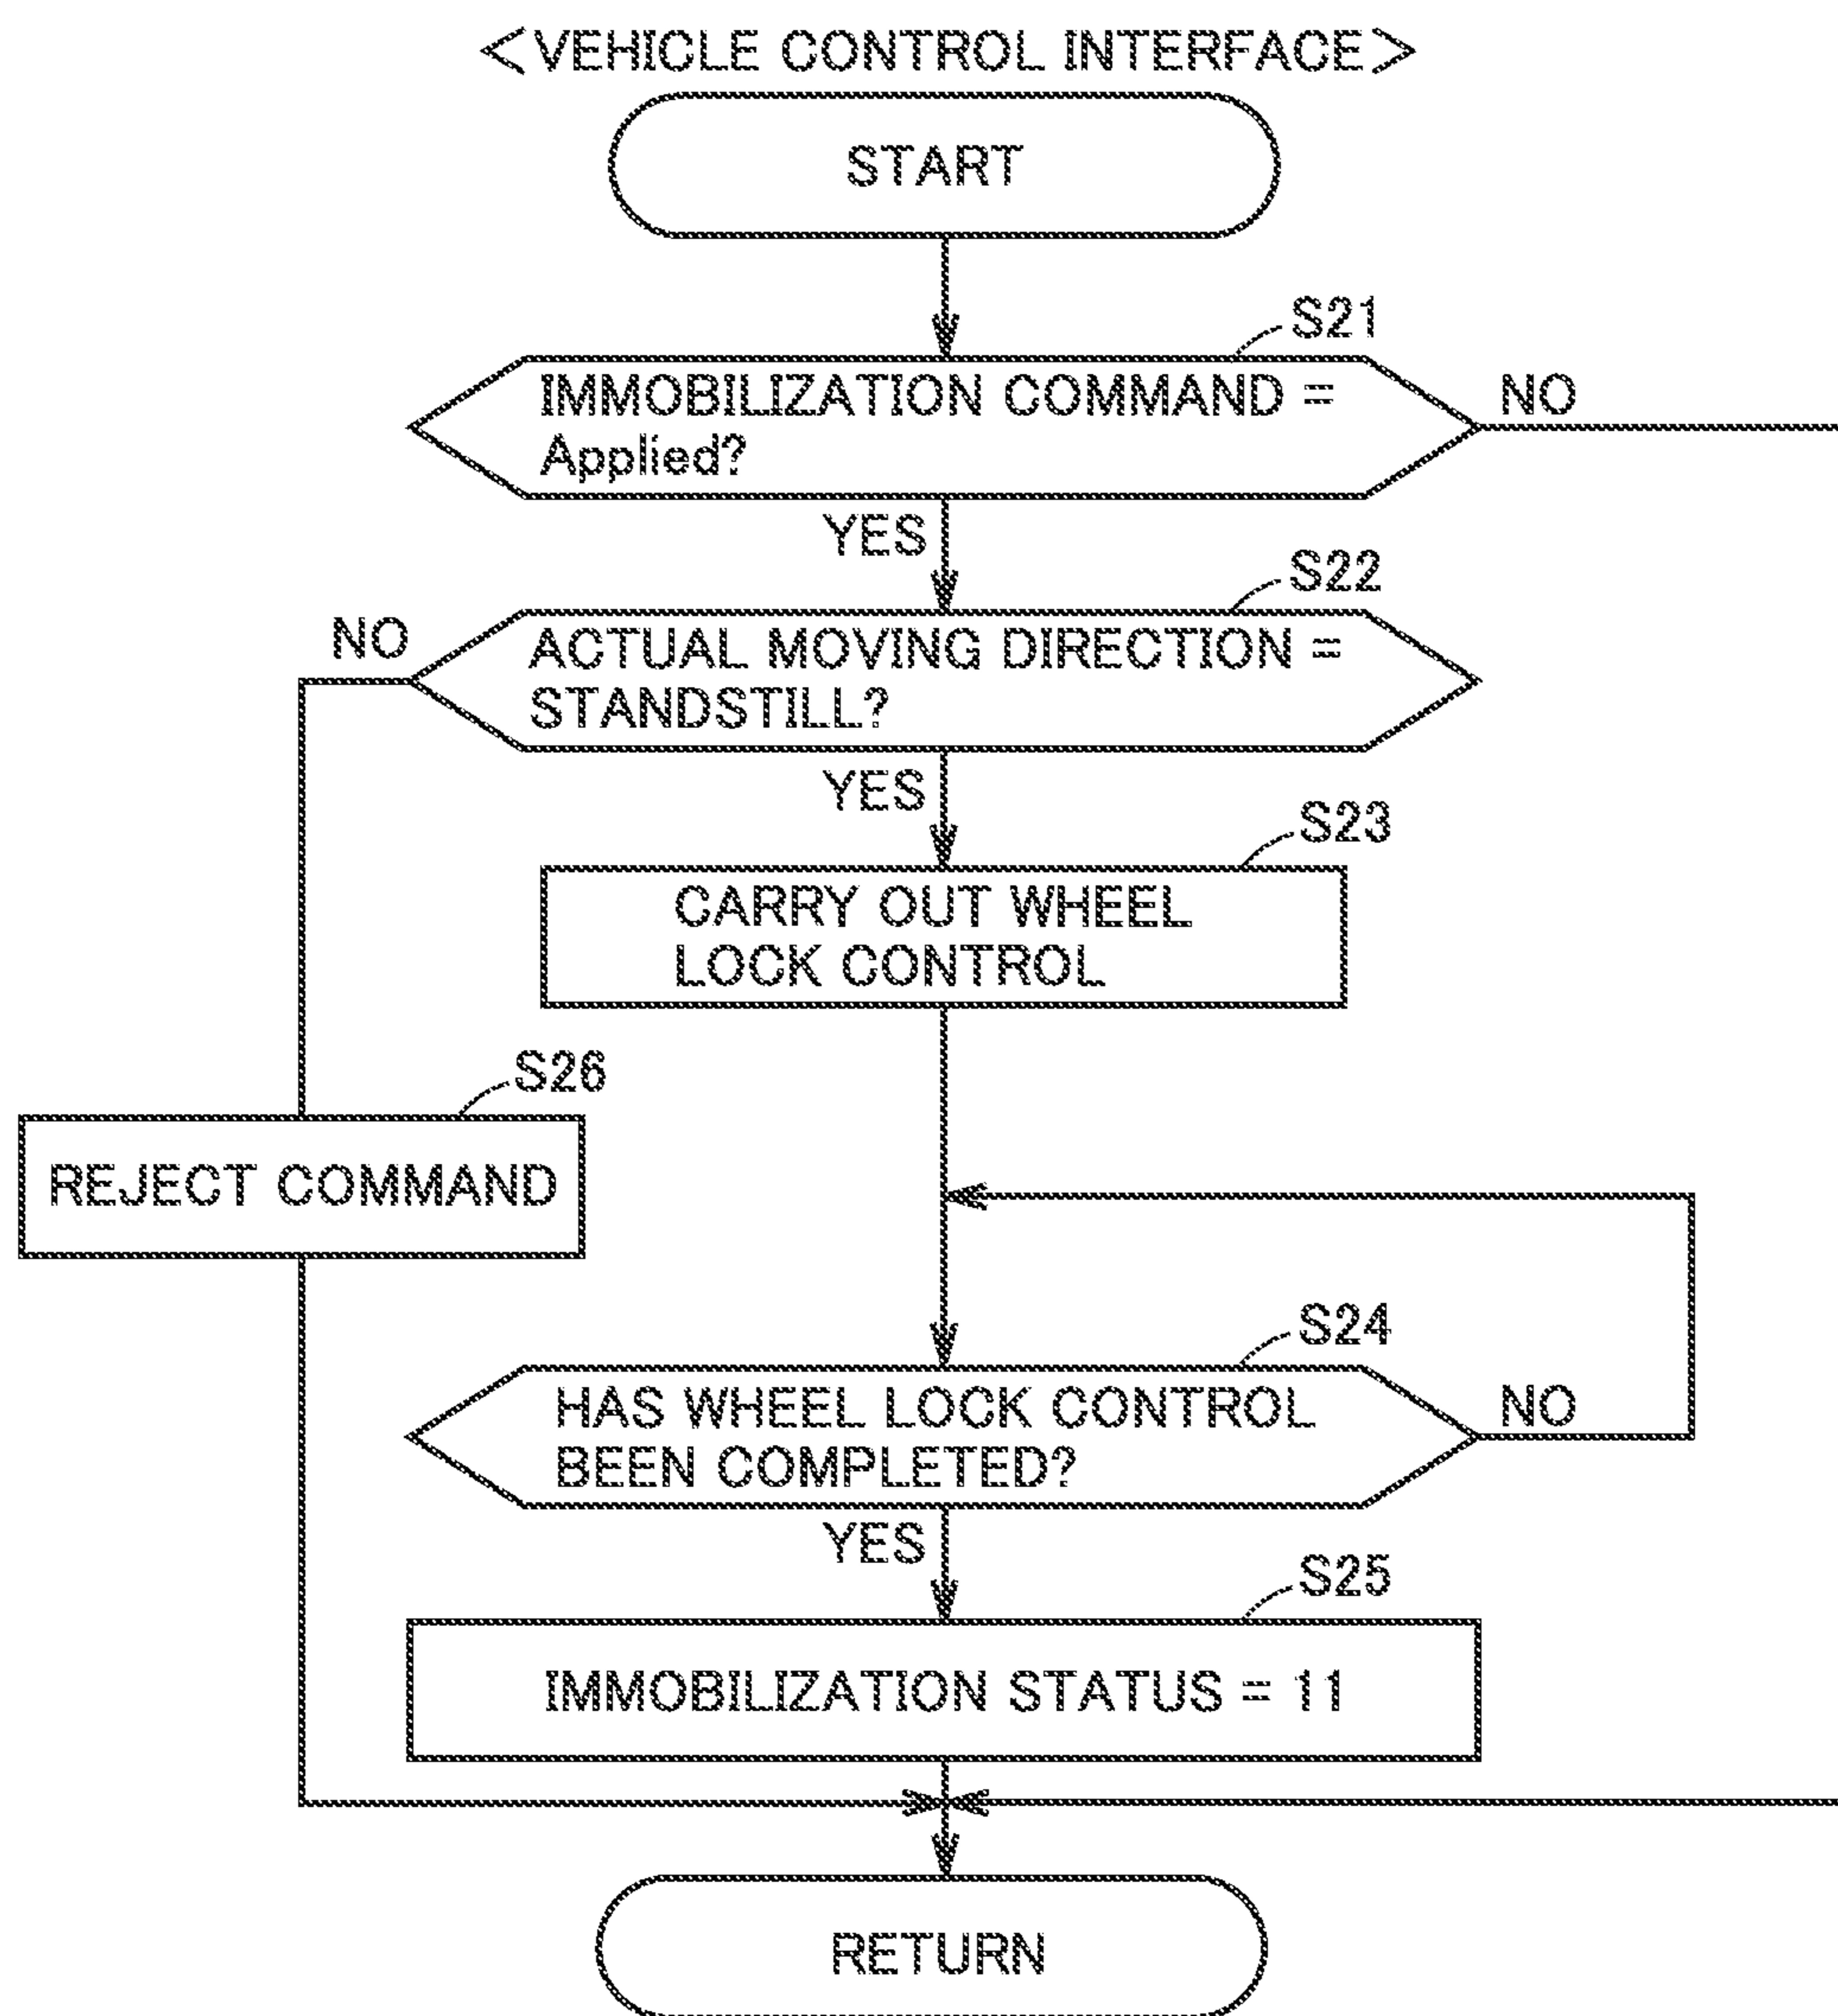 <VEHICLE CONTROL INTERFACE>
START
S21
IMMOBILIZATION COMMAND =
Applied?
NO
YES
S22
NO
ACTUAL MOVING DIRECTION =
STANDSTILL?
YES
S23
CARRY OUT WHEEL
LOCK CONTROL
S26
REJECT COMMAND
S24
HAS WHEEL LOCK CONTROL
BEEN COMPLETED?
NO
YES
S25
IMMOBILIZATION STATUS = 11
RETURN